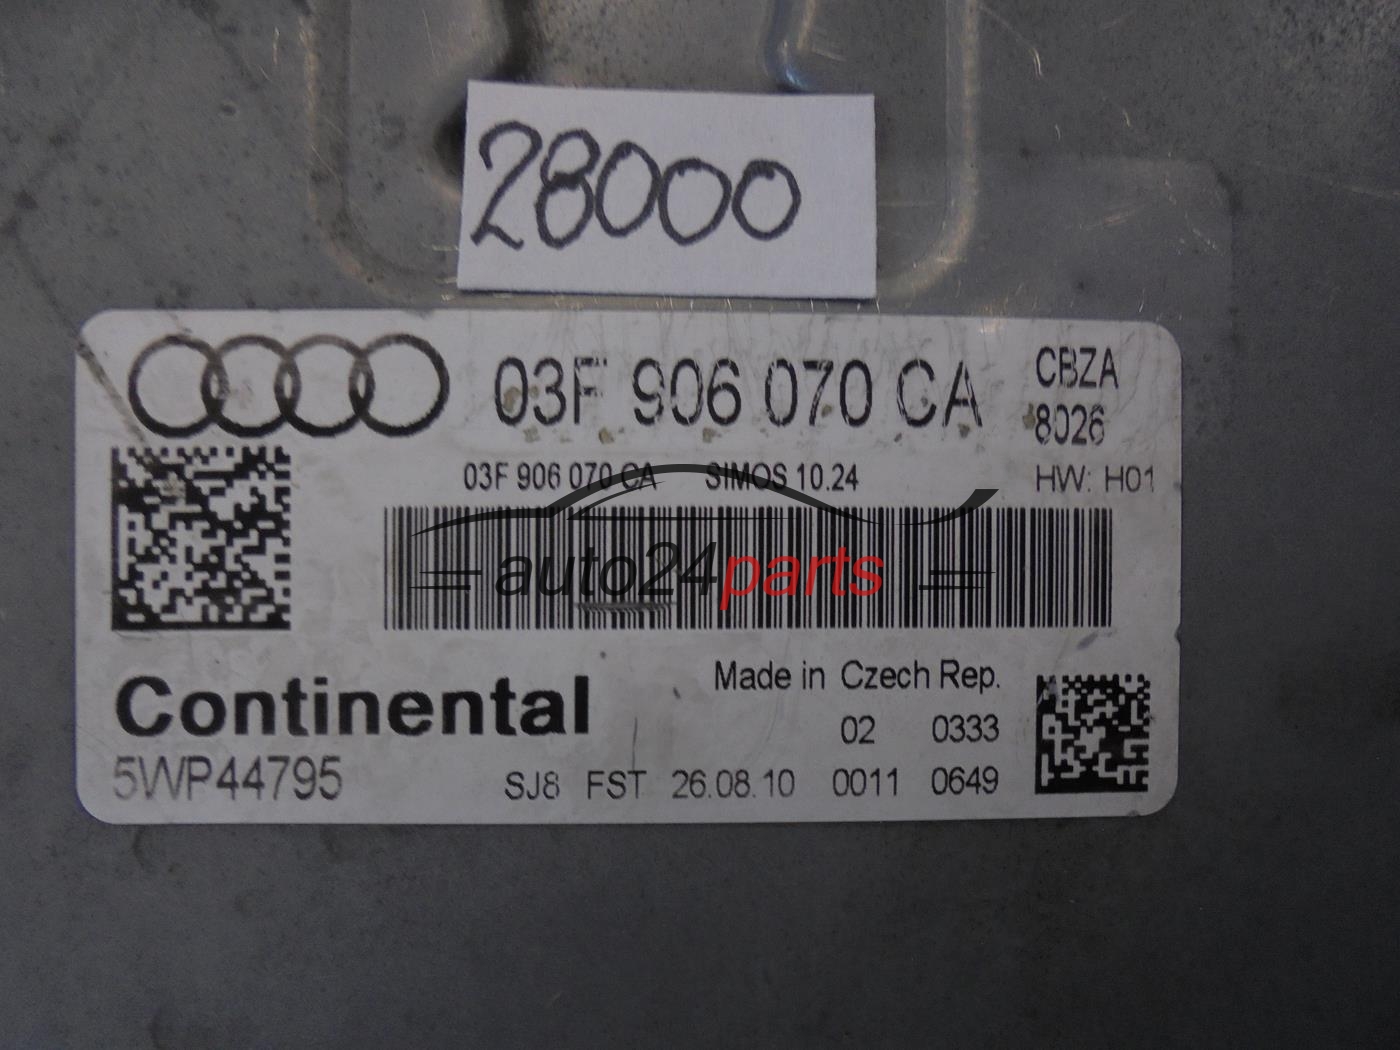 28000
03F 906 070 CA CBZA
8026
03F 906 070 CA SIMOS 10.24 HW: H01
auto24parts
Continental Made in Czech Rep.
02 0333
5WP44795 SJ8 FST 26.08.10 0011 0649